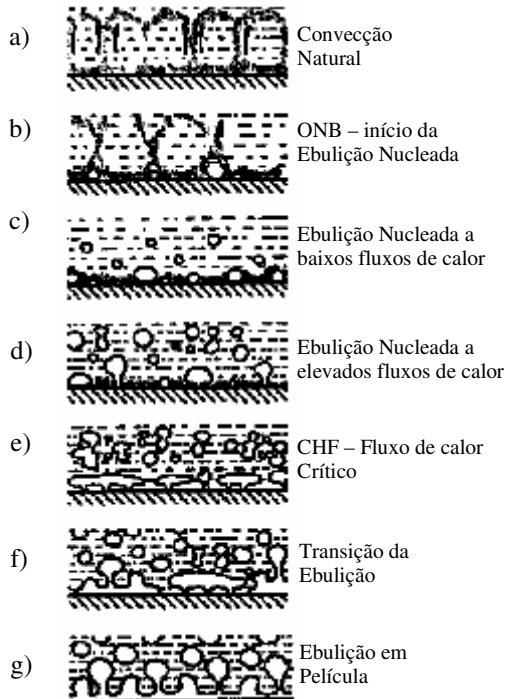 a) Convecção
Natural
b) ONB – início da
Ebulição Nucleada
c) Ebulição Nucleada a
baixos fluxos de calor
d) Ebulição Nucleada a
elevados fluxos de calor
e) CHF – Fluxo de calor
Crítico
f) Transição da
Ebulição
g) Ebulição em
Película